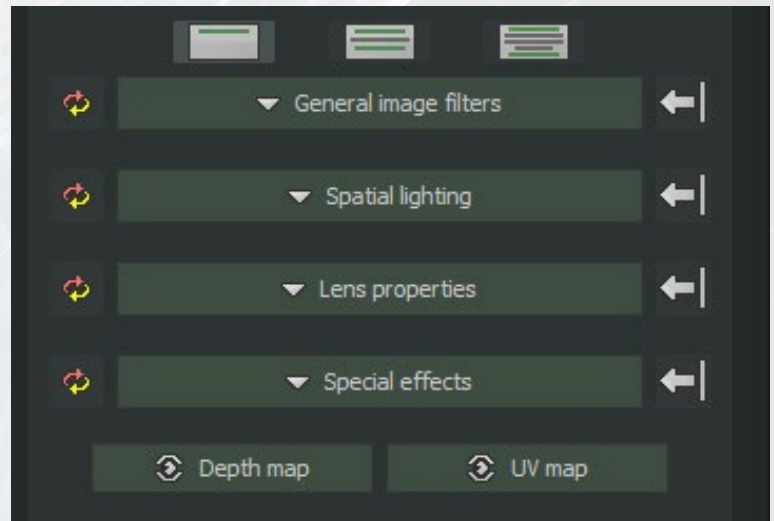 General image filters
Spatial lighting
Lens properties
Special effects
Depth map UV map